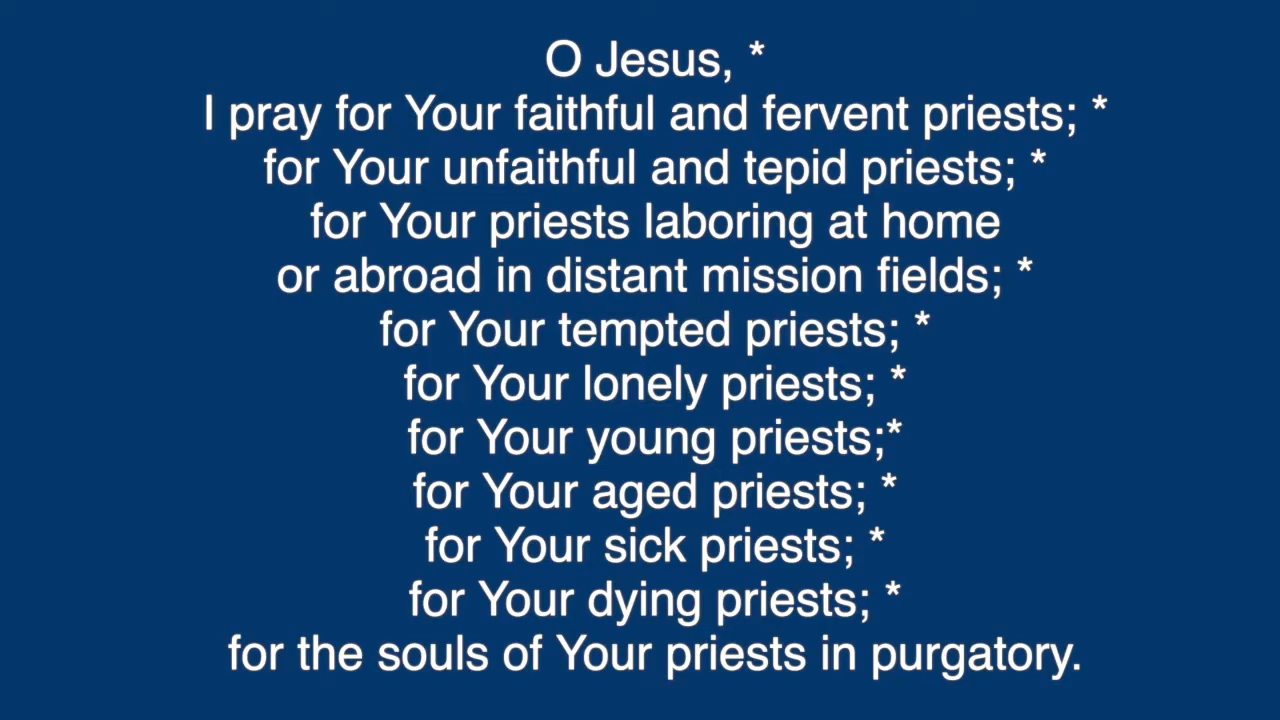 O Jesus, *
I pray for Your faithful and fervent priests; *
for Your unfaithful and tepid priests; *
for Your priests laboring at home
or abroad in distant mission fields; *
for Your tempted priests; *
for Your lonely priests; *
for Your young priests;*
for Your aged priests; *
for Your sick priests; *
for Your dying priests; *
for the souls of Your priests in purgatory.